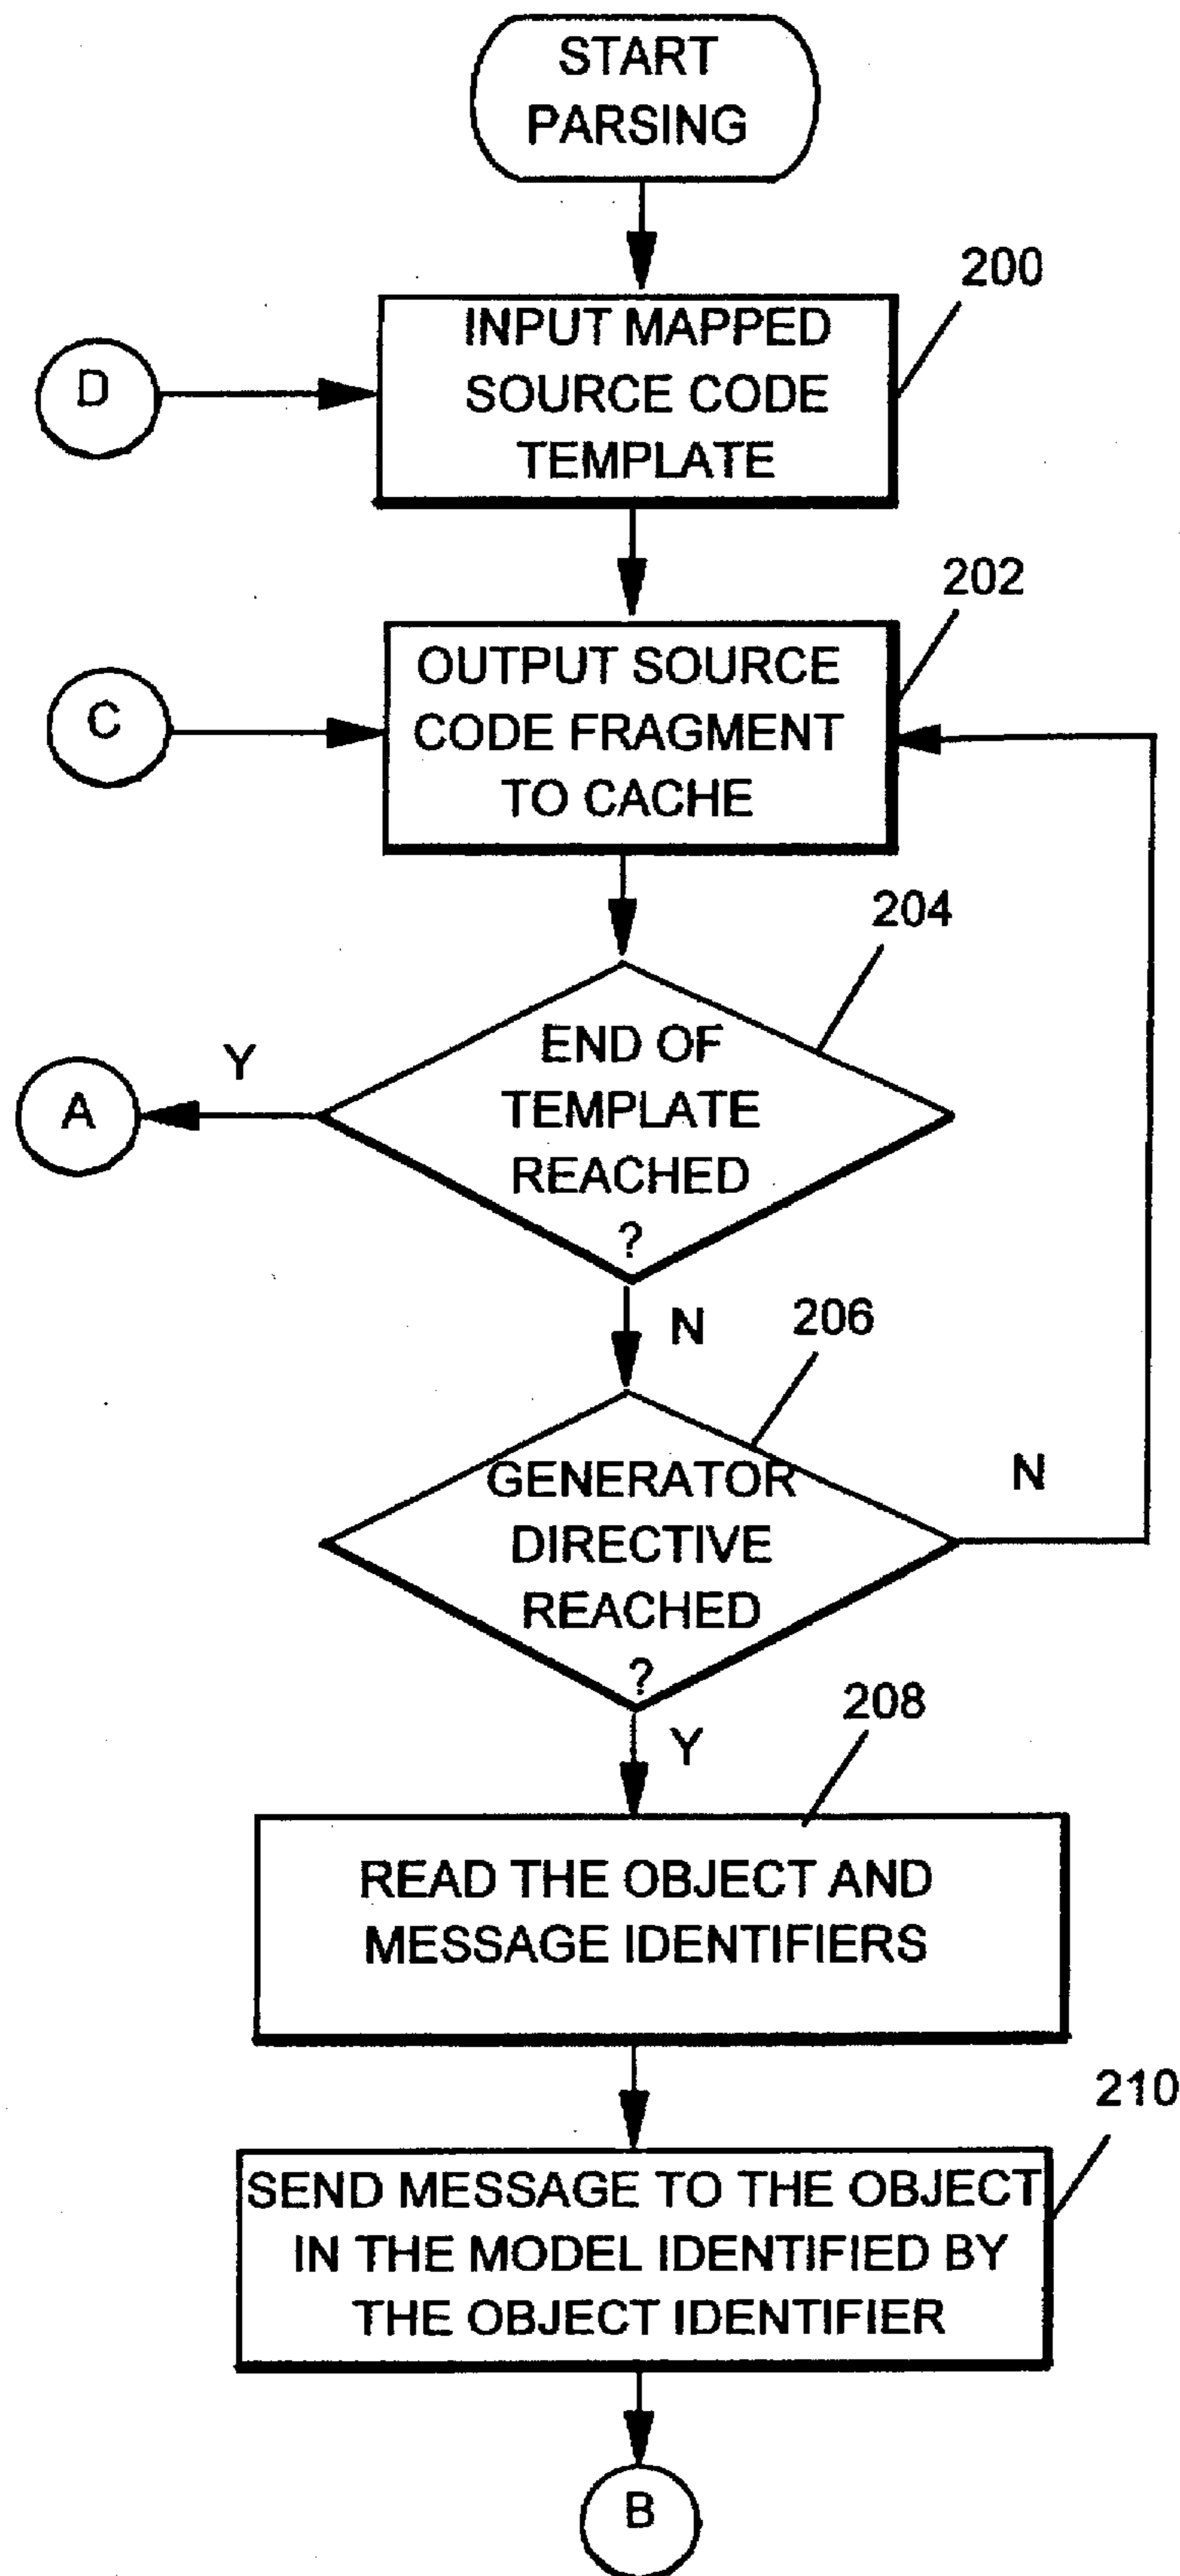 START
PARSING
200
INPUT MAPPED
SOURCE CODE
TEMPLATE
D
202
OUTPUT SOURCE
CODE FRAGMENT
TO CACHE
C
204
END OF
TEMPLATE
REACHED
?
Y
A
N
206
GENERATOR
DIRECTIVE
REACHED
?
N
Y
208
READ THE OBJECT AND
MESSAGE IDENTIFIERS
210
SEND MESSAGE TO THE OBJECT
IN THE MODEL IDENTIFIED BY
THE OBJECT IDENTIFIER
B